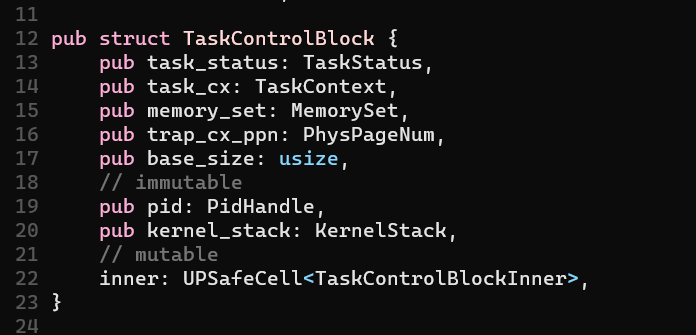 11
12 pub struct TaskControlBlock {
13     pub task_status: TaskStatus,
14     pub task_cx: TaskContext,
15     pub memory_set: MemorySet,
16     pub trap_cx_ppn: PhysPageNum,
17     pub base_size: usize,
18     // immutable
19     pub pid: PidHandle,
20     pub kernel_stack: KernelStack,
21     // mutable
22     inner: UPSafeCell<TaskControlBlockInner>,
23 }
24